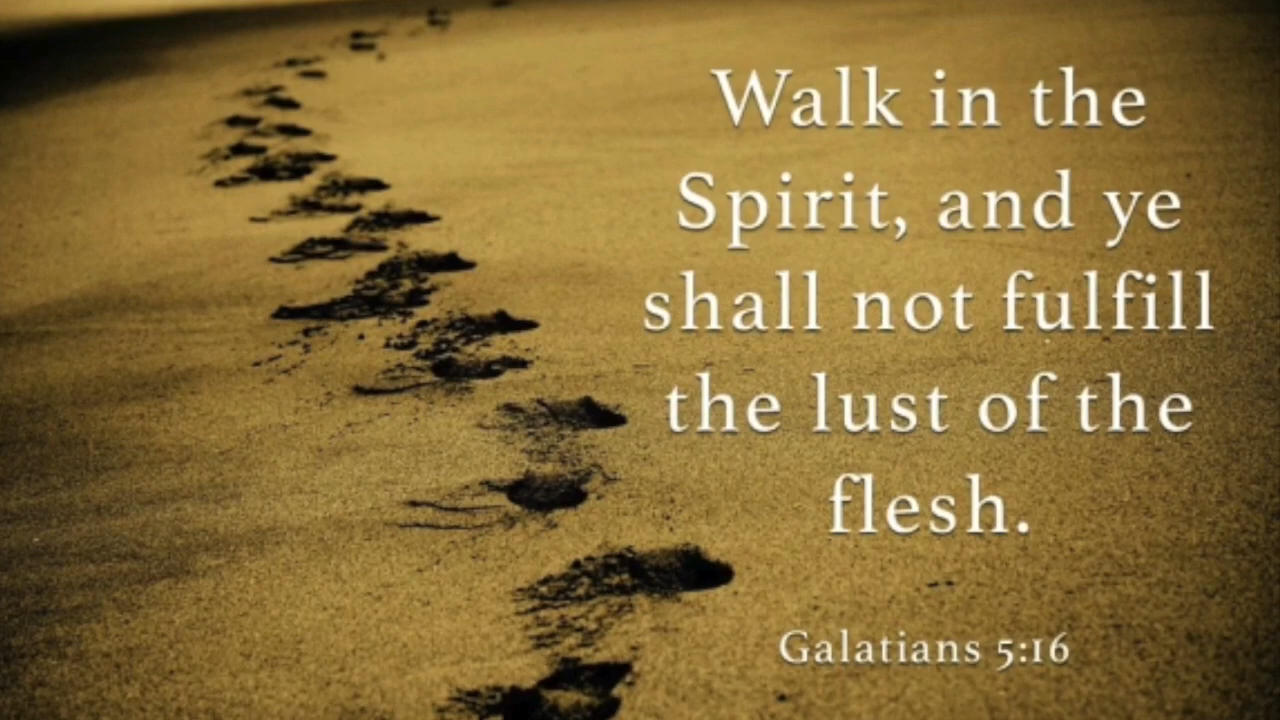 Walk in the
Spirit, and ye
shall not fulfill
the lust of the
flesh.
Galatians 5:16